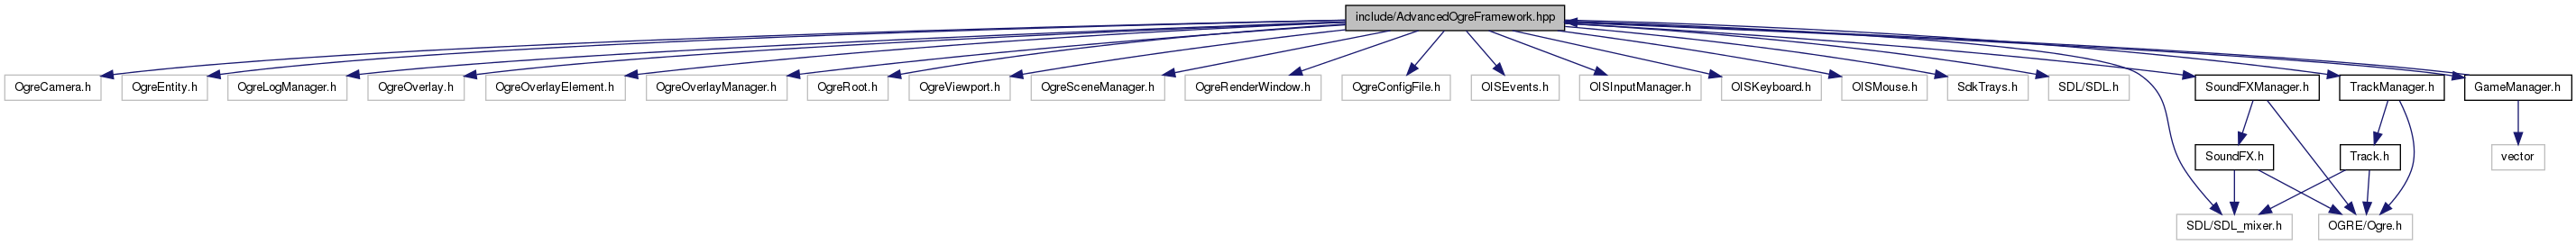 include/AdvancedOgreFramework.hpp
OgreCamera.h
OgreEntity.h
OgreLogManager.h
OgreOverlay.h
OgreOverlayElement.h
OgreOverlayManager.h
OgreRoot.h
OgreViewport.h
OgreSceneManager.h
OgreRenderWindow.h
OgreConfigFile.h
OISEvents.h
OISInputManager.h
OISKeyboard.h
OISMouse.h
SdkTrays.h
SDL/SDL.h
SoundFXManager.h
TrackManager.h
GameManager.h
SoundFX.h
Track.h
vector
SDL/SDL_mixer.h
OGRE/Ogre.h